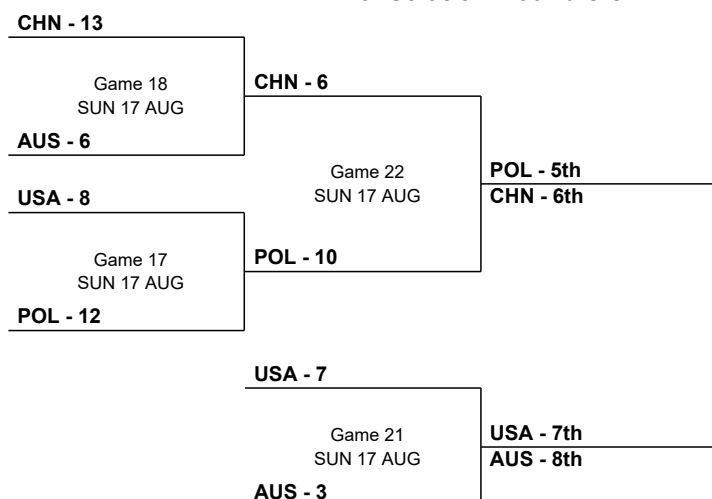 CHN - 13
Game 18
SUN 17 AUG
AUS - 6
CHN - 6
USA - 8
Game 17
SUN 17 AUG
POL - 12
Game 22
SUN 17 AUG
POL - 10
POL - 5th
CHN - 6th
USA - 7
Game 21
SUN 17 AUG
AUS - 3
USA - 7th
AUS - 8th